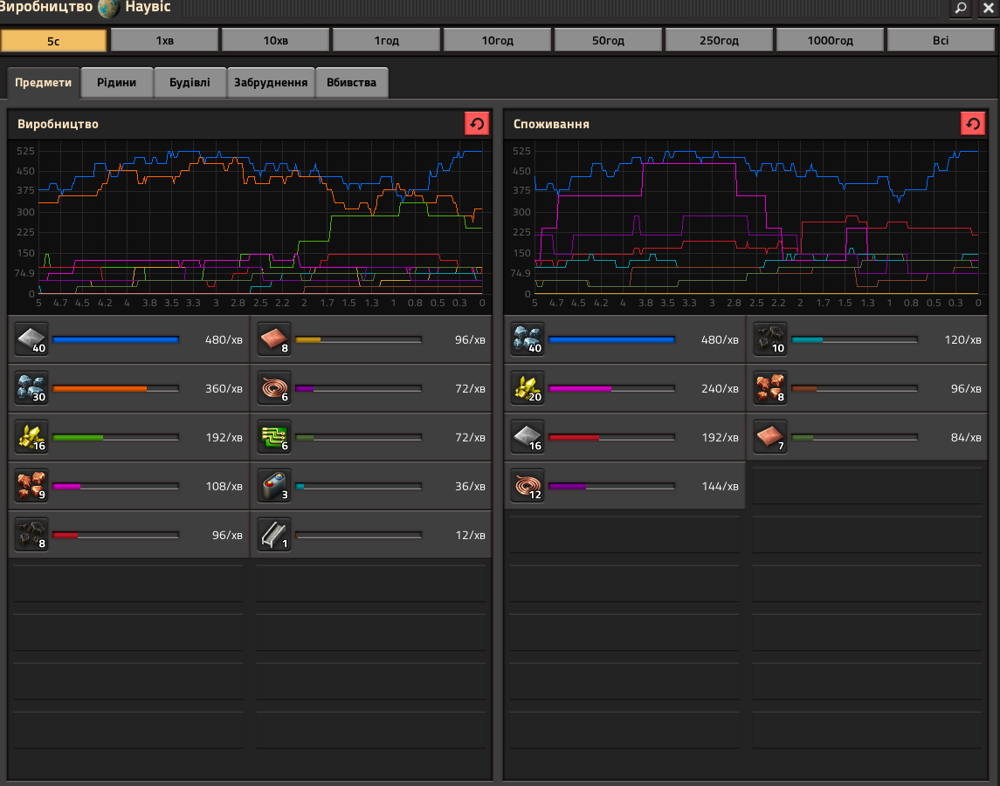 Виробництво Наувіс
5с 1хв 10хв 1год 10год 50год 250год 1000год Всі
Предмети Рідини Будівлі Забруднення Вбивства
Виробництво
525
450
375
300
225
150
74.9
0
5 4.7 4.5 4.2 4 3.8 3.5 3.3 3 2.8 2.5 2.2 2 1.7 1.5 1.3 1 0.8 0.5 0.3 0
40 480/хв 8 96/хв
30 360/хв 6 72/хв
16 192/хв 6 72/хв
9 108/хв 3 36/хв
8 96/хв 1 12/хв
Споживання
525
450
375
300
225
150
74.9
0
5 4.7 4.5 4.2 4 3.8 3.5 3.3 3 2.8 2.5 2.2 2 1.7 1.5 1.3 1 0.8 0.5 0.3 0
40 480/хв 10 120/хв
20 240/хв 8 96/хв
16 192/хв 7 84/хв
12 144/хв